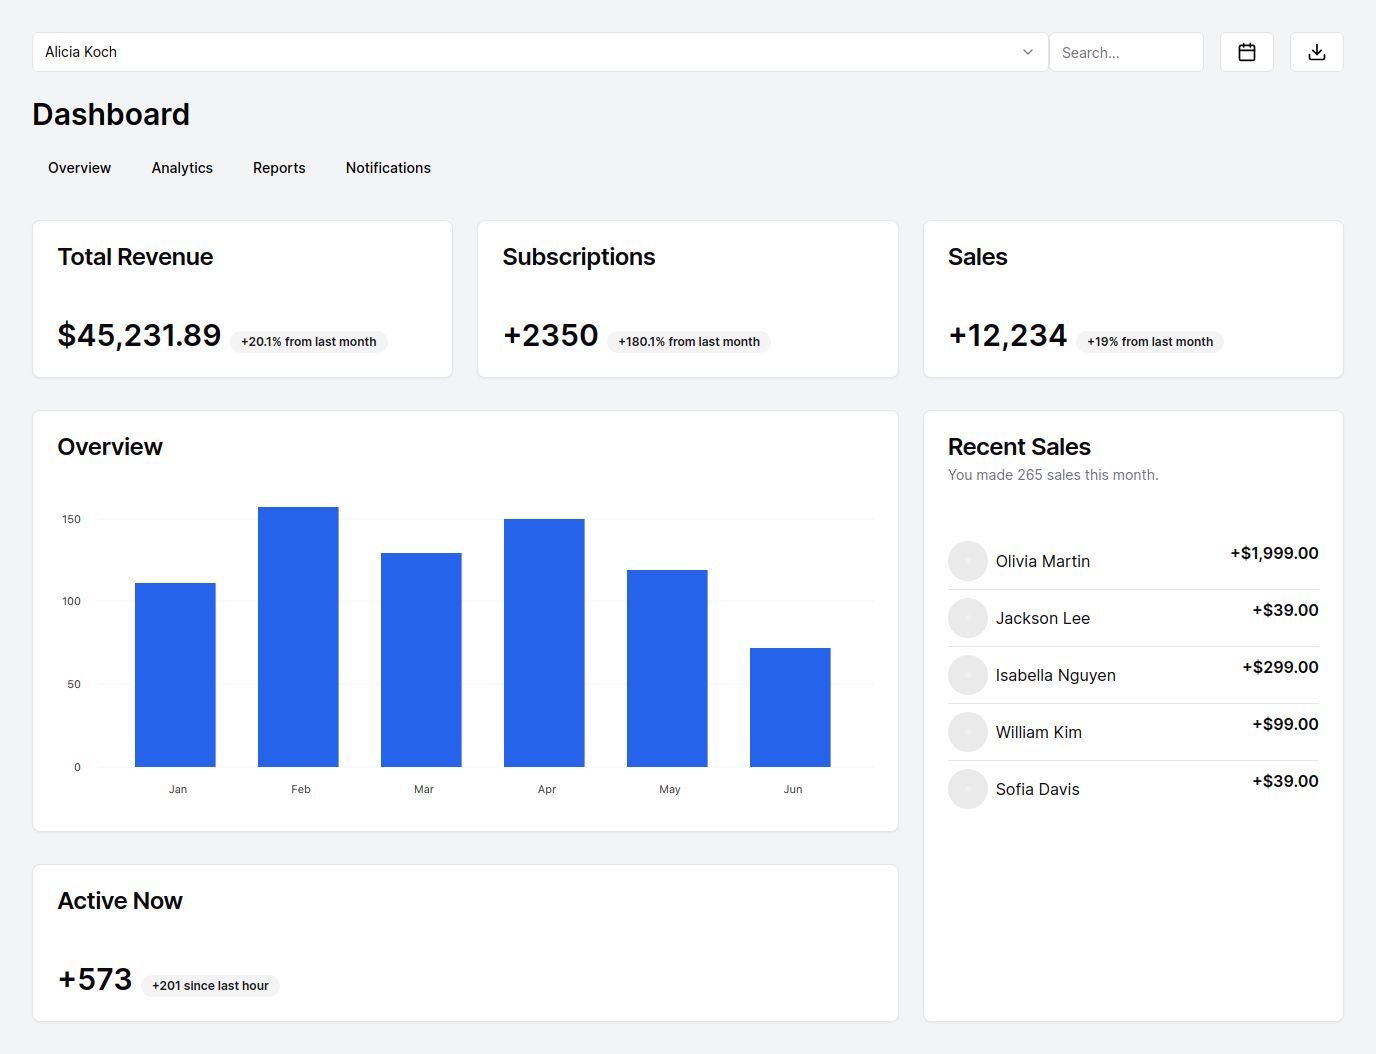 Alicia Koch
Search...
Dashboard
Overview Analytics Reports Notifications
Total Revenue
$45,231.89 +20.1% from last month
Subscriptions
+2350 +180.1% from last month
Sales
+12,234 +19% from last month
Overview
150
100
50
0
Jan Feb Mar Apr May Jun
Recent Sales
You made 265 sales this month.
Olivia Martin +$1,999.00
Jackson Lee +$39.00
Isabella Nguyen +$299.00
William Kim +$99.00
Sofia Davis +$39.00
Active Now
+573 +201 since last hour